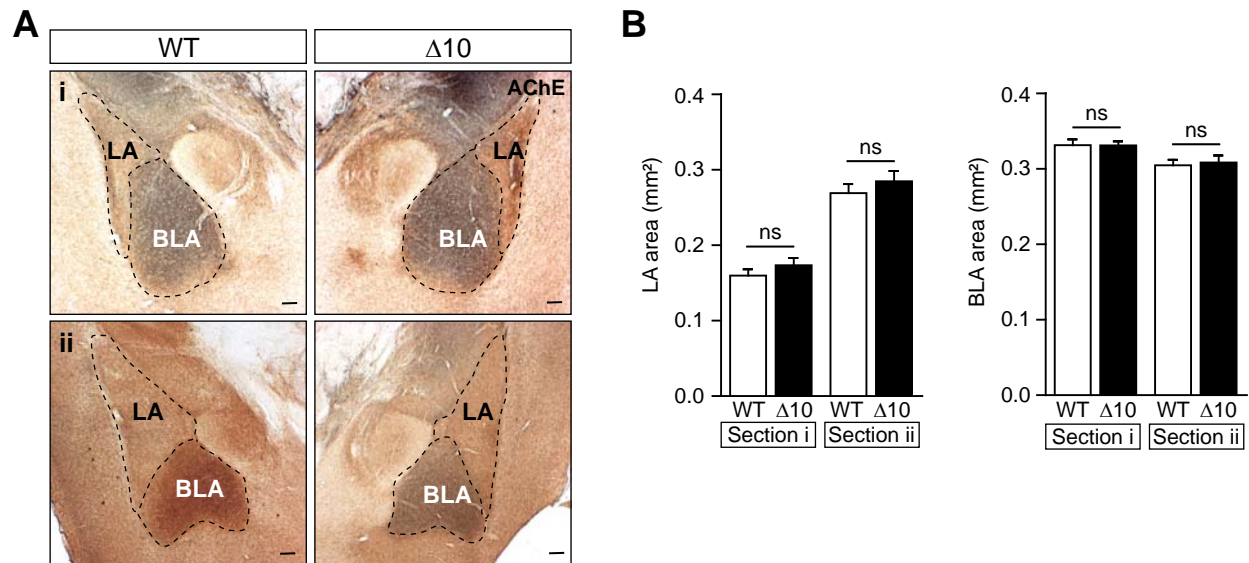 A
WT
Δ10
i
LA
BLA
AChE
LA
BLA
ii
LA
BLA
LA
BLA
B
LA area (mm²)
0.4
0.3
0.2
0.1
0.0
ns
ns
WT Δ10 WT Δ10
Section i Section ii
BLA area (mm²)
0.4
0.3
0.2
0.1
0.0
ns
ns
WT Δ10 WT Δ10
Section i Section ii